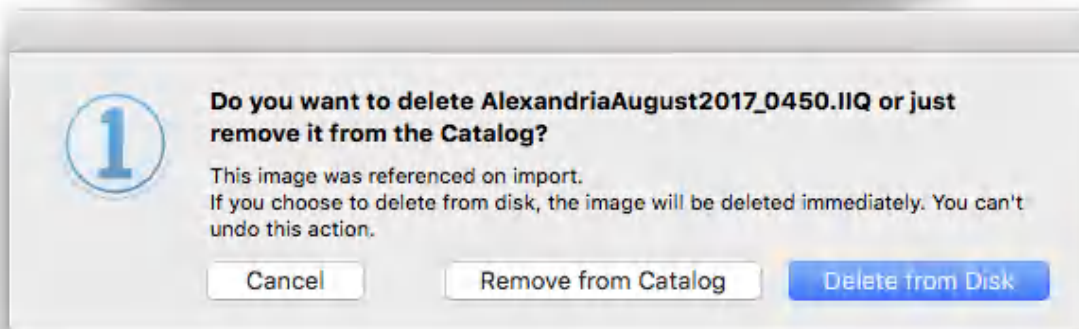 1
Do you want to delete AlexandriaAugust2017_0450.IIQ or just
remove it from the Catalog?
This image was referenced on import.
If you choose to delete from disk, the image will be deleted immediately. You can't
undo this action.
Cancel Remove from Catalog Delete from Disk